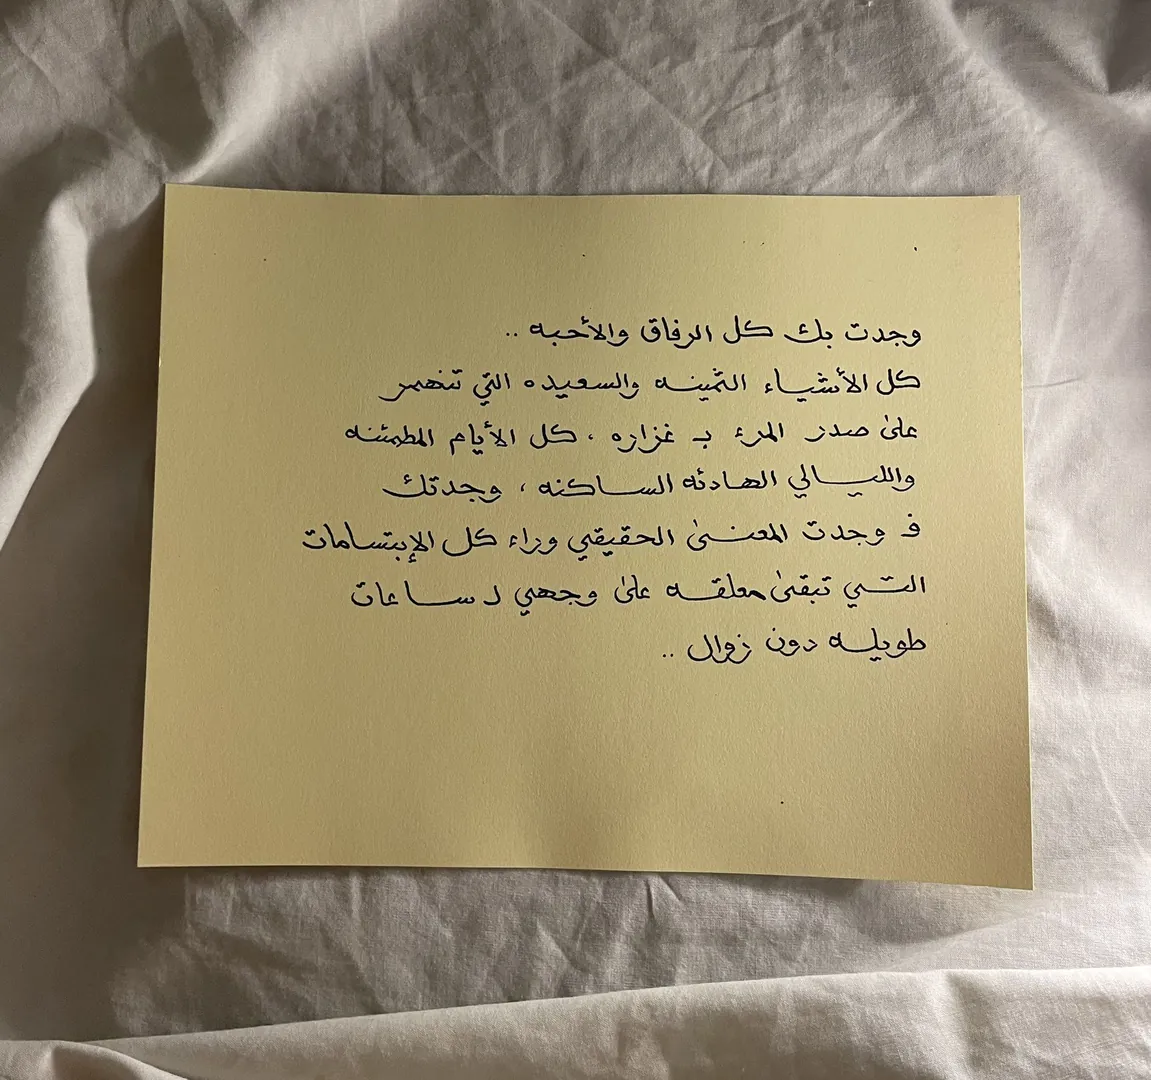 وجدت بك كل الرفاق والأحبه ..
كل الأشياء الثمينه والسعيده التي تنهمر
على صدر المرء بـ غزاره ، كل الأيام المطمئنه
والليالي الهادئه الساكنه ، وجدتك
فـ وجدت المعنىٰ الحقيقي وراء كل الإبتسامات
التي تبقىٰ معلقه علىٰ وجهي لـ ساعات
طويله دون زوال ..